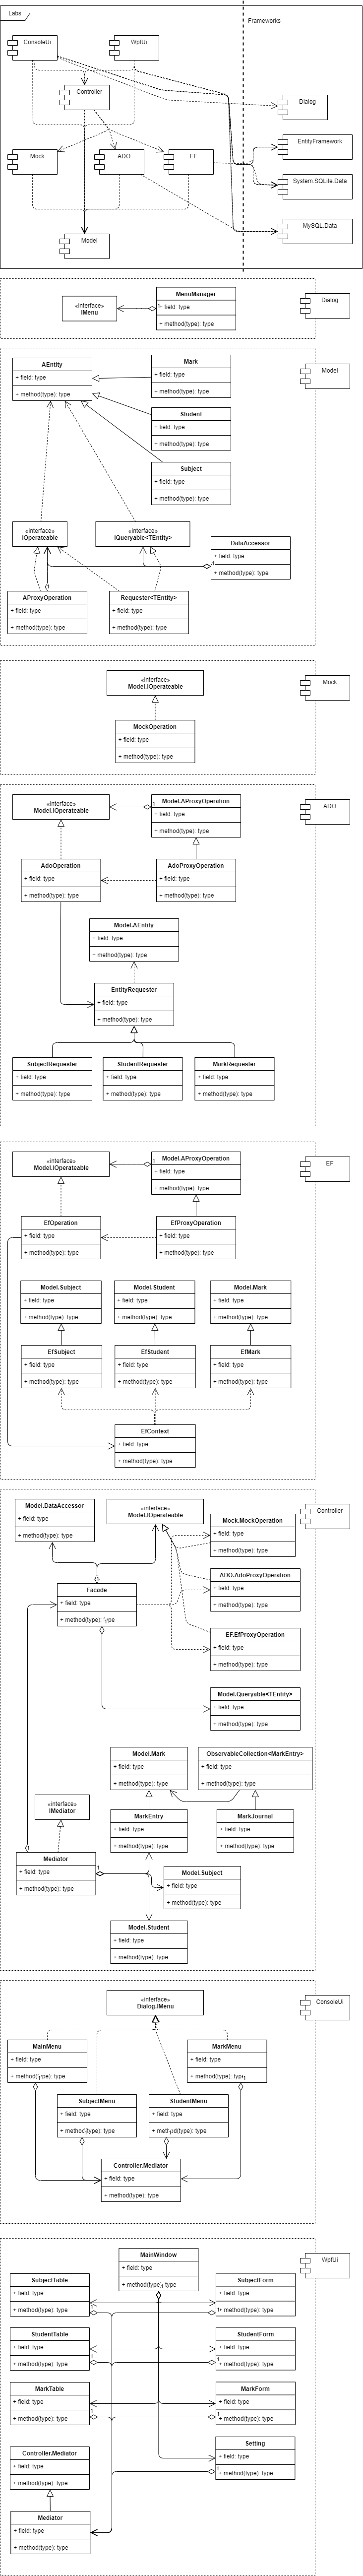 Labs
Frameworks
ConsoleUi
WpfUi
Controller
Dialog
EntityFramework
Mock
ADO
EF
System.SQLite.Data
MySQL.Data
Model
Dialog
«interface»
IMenu
MenuManager
+ field: type
+ method(type): type
1
Model
AEntity
+ field: type
+ method(type): type
Mark
+ field: type
+ method(type): type
Student
+ field: type
+ method(type): type
Subject
+ field: type
+ method(type): type
«interface»
IOperateable
«interface»
IQueryable<TEntity>
DataAccessor
+ field: type
+ method(type): type
1
AProxyOperation
+ field: type
+ method(type): type
1
Requester<TEntity>
+ field: type
+ method(type): type
Mock
«interface»
Model.IOperateable
MockOperation
+ field: type
+ method(type): type
ADO
«interface»
Model.IOperateable
Model.AProxyOperation
+ field: type
+ method(type): type
1
AdoOperation
+ field: type
+ method(type): type
AdoProxyOperation
+ field: type
+ method(type): type
Model.AEntity
+ field: type
+ method(type): type
EntityRequester
+ field: type
+ method(type): type
SubjectRequester
+ field: type
+ method(type): type
StudentRequester
+ field: type
+ method(type): type
MarkRequester
+ field: type
+ method(type): type
EF
«interface»
Model.IOperateable
Model.AProxyOperation
+ field: type
+ method(type): type
1
EfOperation
+ field: type
+ method(type): type
EfProxyOperation
+ field: type
+ method(type): type
Model.Subject
+ field: type
+ method(type): type
Model.Student
+ field: type
+ method(type): type
Model.Mark
+ field: type
+ method(type): type
EfSubject
+ field: type
+ method(type): type
EfStudent
+ field: type
+ method(type): type
EfMark
+ field: type
+ method(type): type
EfContext
+ field: type
+ method(type): type
Controller
Model.DataAccessor
+ field: type
+ method(type): type
«interface»
Model.IOperateable
Mock.MockOperation
+ field: type
+ method(type): type
ADO.AdoProxyOperation
+ field: type
+ method(type): type
1
Facade
+ field: type
+ method(type): type
EF.EfProxyOperation
+ field: type
+ method(type): type
Model.Queryable<TEntity>
+ field: type
+ method(type): type
Model.Mark
+ field: type
+ method(type): type
ObservableCollection<MarkEntry>
+ field: type
+ method(type): type
«interface»
IMediator
MarkEntry
+ field: type
+ method(type): type
MarkJournal
+ field: type
+ method(type): type
1
Mediator
+ field: type
+ method(type): type
1
Model.Subject
+ field: type
+ method(type): type
Model.Student
+ field: type
+ method(type): type
ConsoleUi
«interface»
Dialog.IMenu
MainMenu
+ field: type
+ method(type): type
1
MarkMenu
+ field: type
+ method(type): type
1
SubjectMenu
+ field: type
+ method(type): type
StudentMenu
+ field: type
+ method(type): type
1
Controller.Mediator
+ field: type
+ method(type): type
WpfUi
MainWindow
+ field: type
+ method(type): type
1
SubjectTable
+ field: type
+ method(type): type
1
SubjectForm
+ field: type
+ method(type): type
1
StudentTable
+ field: type
+ method(type): type
1
StudentForm
+ field: type
+ method(type): type
1
MarkTable
+ field: type
+ method(type): type
1
MarkForm
+ field: type
+ method(type): type
1
Controller.Mediator
+ field: type
+ method(type): type
Setting
+ field: type
+ method(type): type
1
Mediator
+ field: type
+ method(type): type